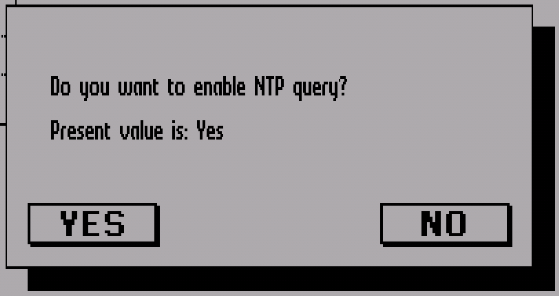 Do you want to enable NTP query?
Present value is: Yes
YES
NO